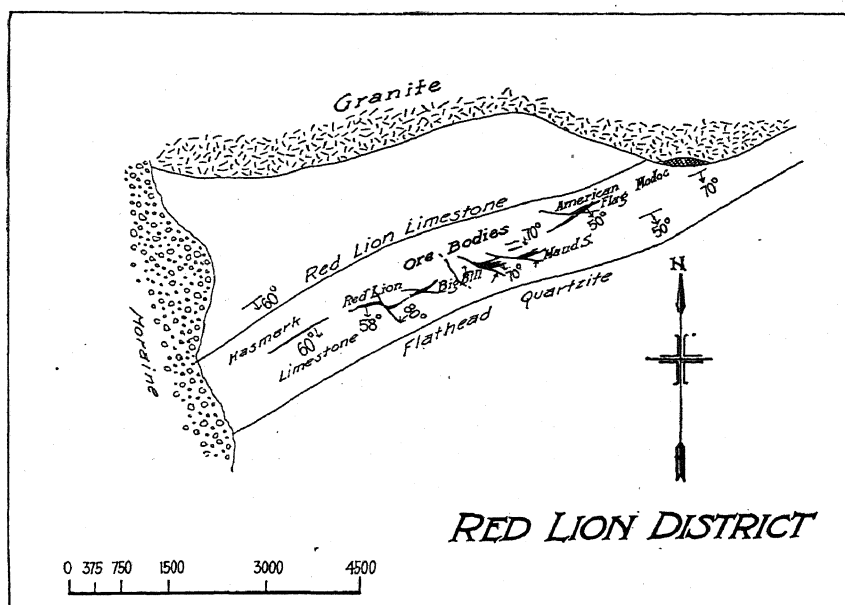 Granite
Moraine
Red Lion Limestone
Ore Bodies
American
Flag
Modoc
70°
50°
50°
70°
Maud S.
70°
Big Bill
Red Lion
58°
80°
60°
Hasmark
60°
Limestone
Flathead Quartzite
N
RED LION DISTRICT
0 375 750 1500 3000 4500